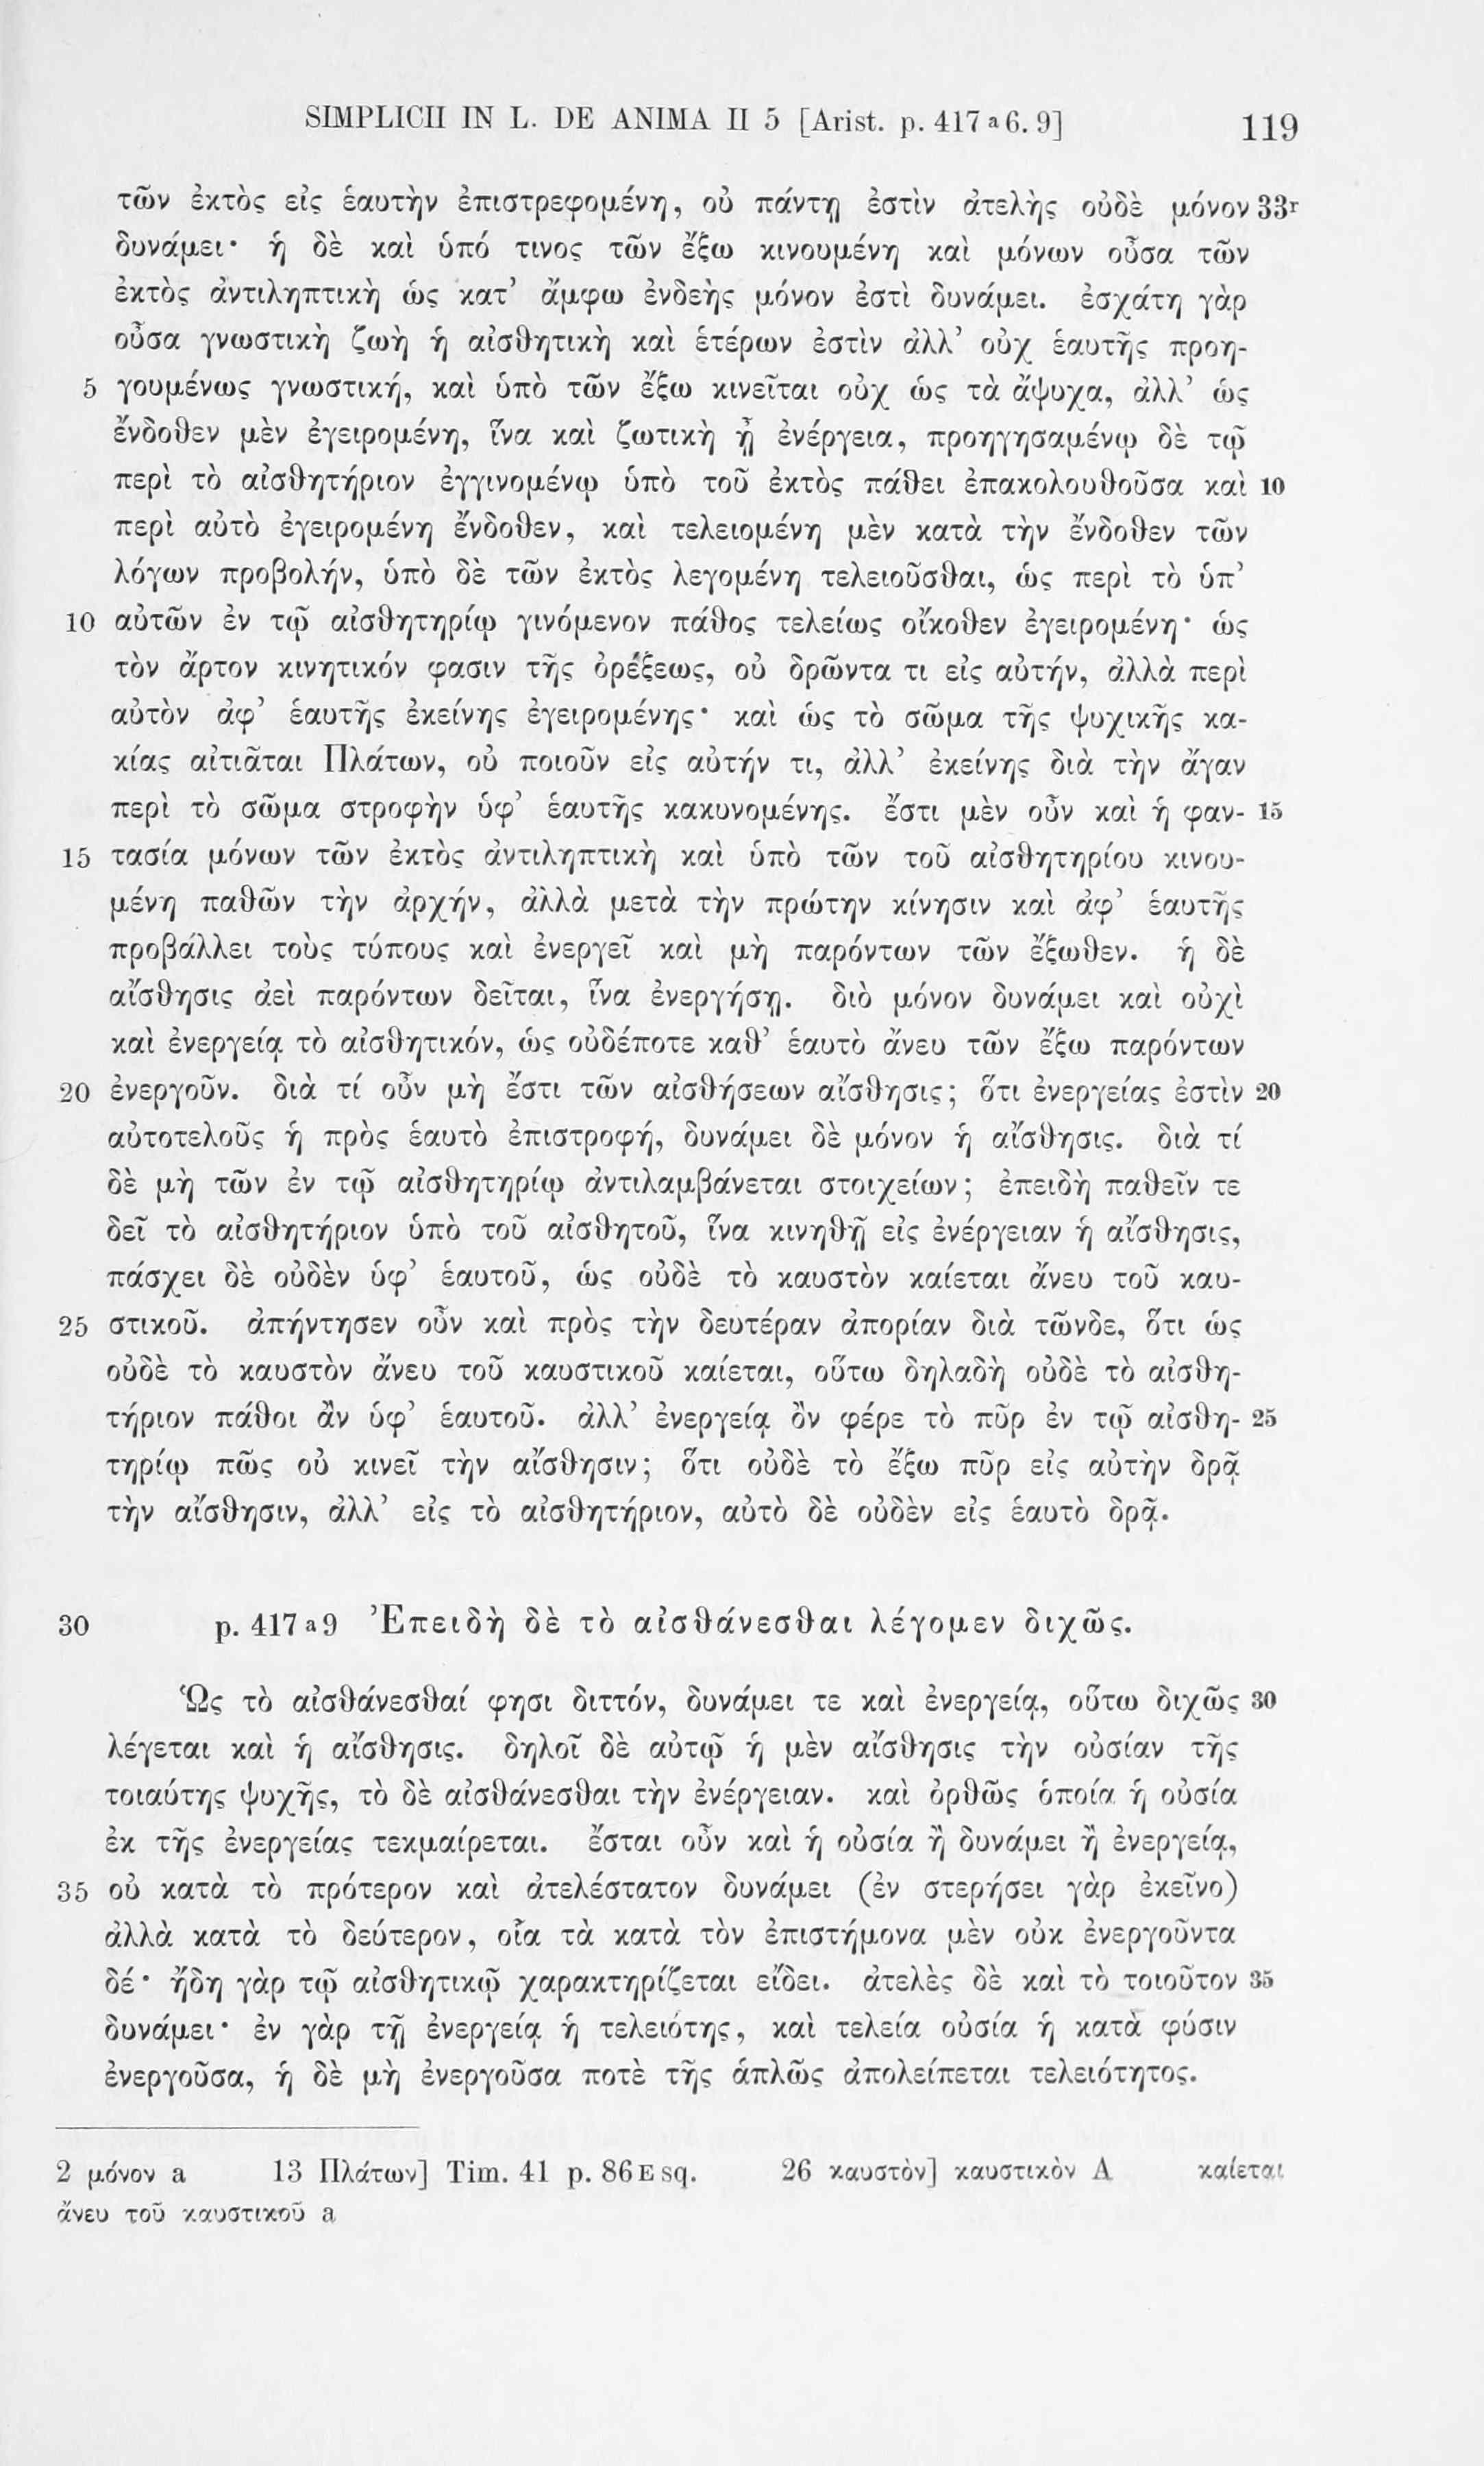 SIMPLICII IN L. DE ANIMA II 5 [Arist. p. 417 a 6. 9] 119
τῶν ἐκτὸς εἰς ἑαυτὴν ἐπιστρεφομένη, οὐ πάντῃ ἐστὶν ἀτελὴς οὐδὲ μόνον 33r
δυνάμει· ἡ δὲ καὶ ὑπό τινος τῶν ἔξω κινουμένη καὶ μόνων οὖσα τῶν
ἐκτὸς ἀντιληπτικὴ ὡς κατ’ ἄμφω ἐνδεὴς μόνον ἐστὶ δυνάμει. ἐσχάτη γὰρ
οὖσα γνωστικὴ ζωὴ ἡ αἰσθητικὴ καὶ ἑτέρων ἐστὶν ἀλλ’ οὐχ ἑαυτῆς προη-
5 γουμένως γνωστική, καὶ ὑπὸ τῶν ἔξω κινεῖται οὐχ ὡς τὰ ἄψυχα, ἀλλ’ ὡς
ἔνδοθεν μὲν ἐγειρομένη, ἵνα καὶ ζωτικὴ ᾖ ἐνέργεια, προηγησαμένῳ δὲ τῷ
περὶ τὸ αἰσθητήριον ἐγγινομένῳ ὑπὸ τοῦ ἐκτὸς πάθει ἐπακολουθοῦσα καὶ 10
περὶ αὐτὸ ἐγειρομένη ἔνδοθεν, καὶ τελειομένη μὲν κατὰ τὴν ἔνδοθεν τῶν
λόγων προβολήν, ὑπὸ δὲ τῶν ἐκτὸς λεγομένη τελειοῦσθαι, ὡς περὶ τὸ ὑπ’
10 αὐτῶν ἐν τῷ αἰσθητηρίῳ γινόμενον πάθος τελείως οἴκοθεν ἐγειρομένη· ὡς
τὸν ἄρτον κινητικόν φασιν τῆς ὀρέξεως, οὐ δρῶντα τι εἰς αὐτήν, ἀλλὰ περὶ
αὐτὸν ἀφ’ ἑαυτῆς ἐκείνης ἐγειρομένης· καὶ ὡς τὸ σῶμα τῆς ψυχικῆς κα-
κίας αἰτιᾶται Πλάτων, οὐ ποιοῦν εἰς αὐτήν τι, ἀλλ’ ἐκείνης διὰ τὴν ἄγαν
περὶ τὸ σῶμα στροφὴν ὑφ’ ἑαυτῆς κακυνομένης. ἔστι μὲν οὖν καὶ ἡ φαν- 15
15 τασία μόνων τῶν ἐκτὸς ἀντιληπτικὴ καὶ ὑπὸ τῶν τοῦ αἰσθητηρίου κινου-
μένη παθῶν τὴν ἀρχήν, ἀλλὰ μετὰ τὴν πρώτην κίνησιν καὶ ἀφ’ ἑαυτῆς
προβάλλει τοὺς τύπους καὶ ἐνεργεῖ καὶ μὴ παρόντων τῶν ἔξωθεν. ἡ δὲ
αἴσθησις ἀεὶ παρόντων δεῖται, ἵνα ἐνεργήσῃ. διὸ μόνον δυνάμει καὶ οὐχὶ
καὶ ἐνεργείᾳ τὸ αἰσθητικόν, ὡς οὐδέποτε καθ’ ἑαυτὸ ἄνευ τῶν ἔξω παρόντων
20 ἐνεργοῦν. διὰ τί οὖν μὴ ἔστι τῶν αἰσθήσεων αἴσθησις; ὅτι ἐνεργείας ἐστὶν 20
αὐτοτελοῦς ἡ πρὸς ἑαυτὸ ἐπιστροφή, δυνάμει δὲ μόνον ἡ αἴσθησις. διὰ τί
δὲ μὴ τῶν ἐν τῷ αἰσθητηρίῳ ἀντιλαμβάνεται στοιχείων; ἐπειδὴ παθεῖν τε
δεῖ τὸ αἰσθητήριον ὑπὸ τοῦ αἰσθητοῦ, ἵνα κινηθῇ εἰς ἐνέργειαν ἡ αἴσθησις,
πάσχει δὲ οὐδὲν ὑφ’ ἑαυτοῦ, ὡς οὐδὲ τὸ καυστὸν καίεται ἄνευ τοῦ καυ-
25 στικοῦ. ἀπήντησεν οὖν καὶ πρὸς τὴν δευτέραν ἀπορίαν διὰ τῶνδε, ὅτι ὡς
οὐδὲ τὸ καυστὸν ἄνευ τοῦ καυστικοῦ καίεται, οὕτω δηλαδὴ οὐδὲ τὸ αἰσθη-
τήριον πάθοι ἂν ὑφ’ ἑαυτοῦ. ἀλλ’ ἐνεργείᾳ ὂν φέρε τὸ πῦρ ἐν τῷ αἰσθη- 25
τηρίῳ πῶς οὐ κινεῖ τὴν αἴσθησιν; ὅτι οὐδὲ τὸ ἔξω πῦρ εἰς αὐτὴν δρᾷ
τὴν αἴσθησιν, ἀλλ’ εἰς τὸ αἰσθητήριον, αὐτὸ δὲ οὐδὲν εἰς ἑαυτὸ δρᾷ.
30 p. 417 a 9 Ἐπειδὴ δὲ τὸ αἰσθάνεσθαι λέγομεν διχῶς.
Ὡς τὸ αἰσθάνεσθαί φησι διττόν, δυνάμει τε καὶ ἐνεργείᾳ, οὕτω διχῶς 30
λέγεται καὶ ἡ αἴσθησις. δηλοῖ δὲ αὐτῷ ἡ μὲν αἴσθησις τὴν οὐσίαν τῆς
τοιαύτης ψυχῆς, τὸ δὲ αἰσθάνεσθαι τὴν ἐνέργειαν. καὶ ὀρθῶς ὁποία ἡ οὐσία
ἐκ τῆς ἐνεργείας τεκμαίρεται. ἔσται οὖν καὶ ἡ οὐσία ἢ δυνάμει ἢ ἐνεργείᾳ,
35 οὐ κατὰ τὸ πρότερον καὶ ἀτελέστατον δυνάμει (ἐν στερήσει γὰρ ἐκεῖνο)
ἀλλὰ κατὰ τὸ δεύτερον, οἷα τὰ κατὰ τὸν ἐπιστήμονα μὲν οὐκ ἐνεργοῦντα
δέ· ἤδη γὰρ τῷ αἰσθητικῷ χαρακτηρίζεται εἴδει. ἀτελὲς δὲ καὶ τὸ τοιοῦτον 35
δυνάμει· ἐν γὰρ τῇ ἐνεργείᾳ ἡ τελειότης, καὶ τελεία οὐσία ἡ κατὰ φύσιν
ἐνεργοῦσα, ἡ δὲ μὴ ἐνεργοῦσα ποτὲ τῆς ἁπλῶς ἀπολείπεται τελειότητος.
2 μόνον a 13 Πλάτων] Tim. 41 p. 86 E sq. 26 καυστὸν] καυστικὸν A καίεται
ἄνευ τοῦ καυστικοῦ a